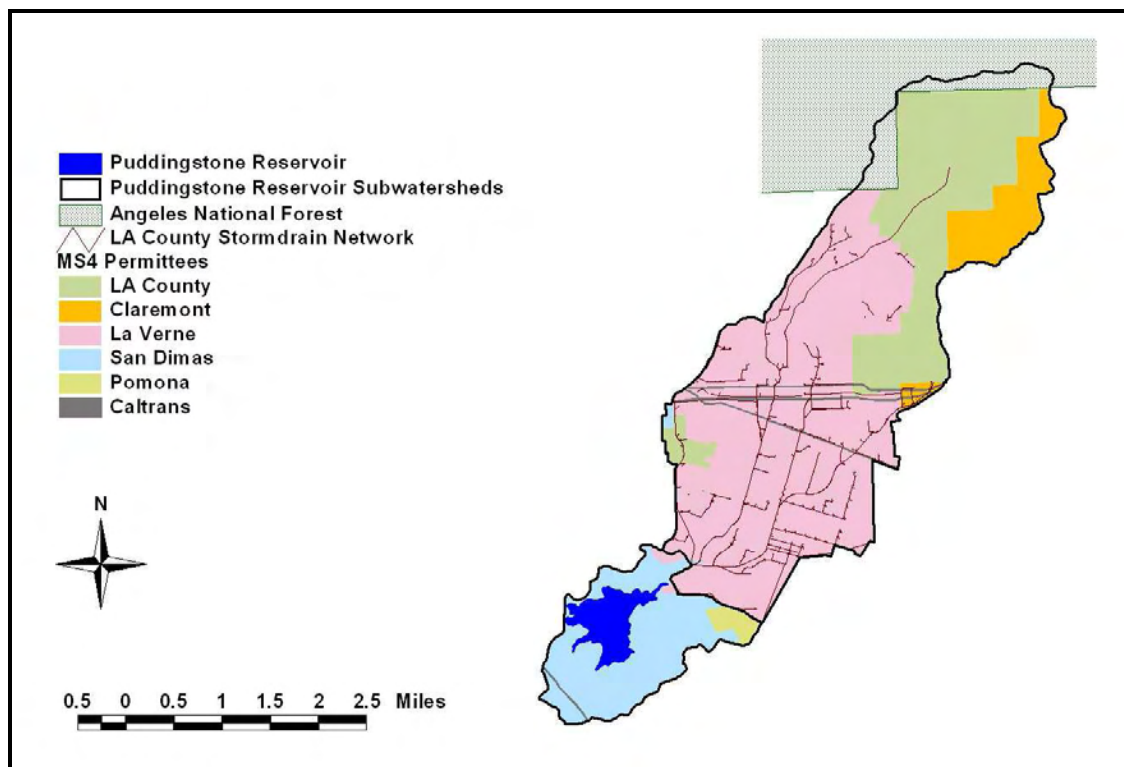 Puddingstone Reservoir
Puddingstone Reservoir Subwatersheds
Angeles National Forest
LA County Stormdrain Network
MS4 Permittees
LA County
Claremont
La Verne
San Dimas
Pomona
Caltrans
N
0.5 0 0.5 1 1.5 2 2.5 Miles